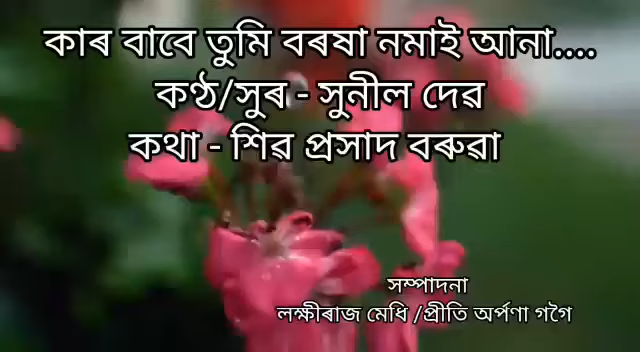 কাৰ বাবে তুমি বৰষা নমাই আনা....
কণ্ঠ/সুৰ - সুনীল দেৱ
কথা - শিৱ প্ৰসাদ বৰুৱা
সম্পাদনা
লক্ষীৰাজ মেধি /প্ৰীতি অৰ্পণা গগৈ